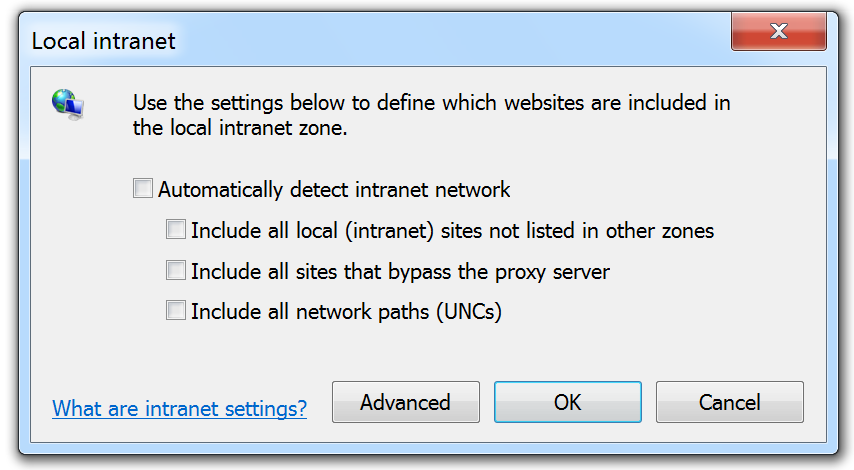 Local intranet
Use the settings below to define which websites are included in
the local intranet zone.
Automatically detect intranet network
Include all local (intranet) sites not listed in other zones
Include all sites that bypass the proxy server
Include all network paths (UNCs)
What are intranet settings?
Advanced
OK
Cancel